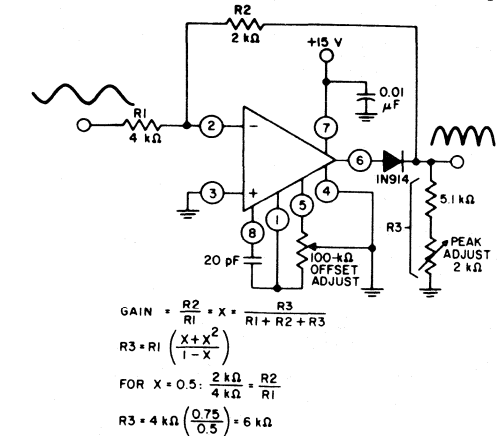 R2
2 kΩ
+15 V
0.01
µF
R1
4 kΩ
2
−
7
6
1N914
3
+
4
5
1
8
5.1 kΩ
R3
PEAK
ADJUST
2 kΩ
20 pF
100-kΩ
OFFSET
ADJUST
GAIN = R2/R1 = X = R3/(R1 + R2 + R3)
R3 = R1 ((X + X²)/(1 - X))
FOR X = 0.5: 2 kΩ/4 kΩ = R2/R1
R3 = 4 kΩ (0.75/0.5) = 6 kΩ